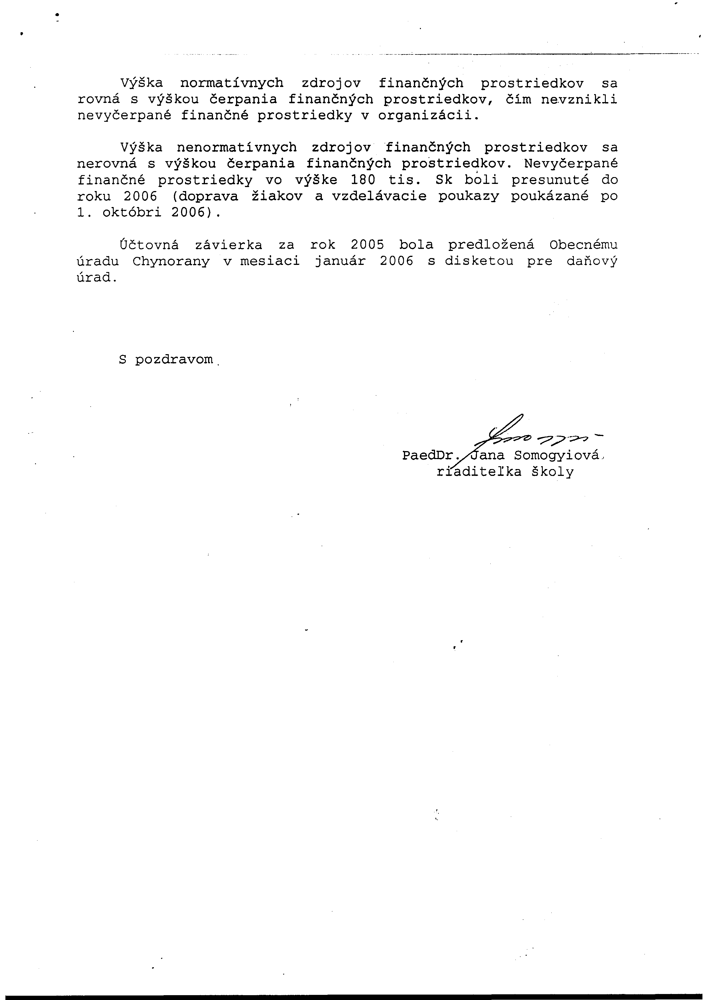 Výška normatívnych zdrojov finančných prostriedkov sa
rovná s výškou čerpania finančných prostriedkov, čím nevznikli
nevyčerpané finančné prostriedky v organizácii.
Výška nenormatívnych zdrojov finančných prostriedkov sa
nerovná s výškou čerpania finančných prostriedkov. Nevyčerpané
finančné prostriedky vo výške 180 tis. Sk boli presunuté do
roku 2006 (doprava žiakov a vzdelávacie poukazy poukázané po
1. októbri 2006).
Účtovná závierka za rok 2005 bola predložená Obecnému
úradu Chynorany v mesiaci január 2006 s disketou pre daňový
úrad.
S pozdravom
PaedDr. Jana Somogyiová
riaditeľka školy